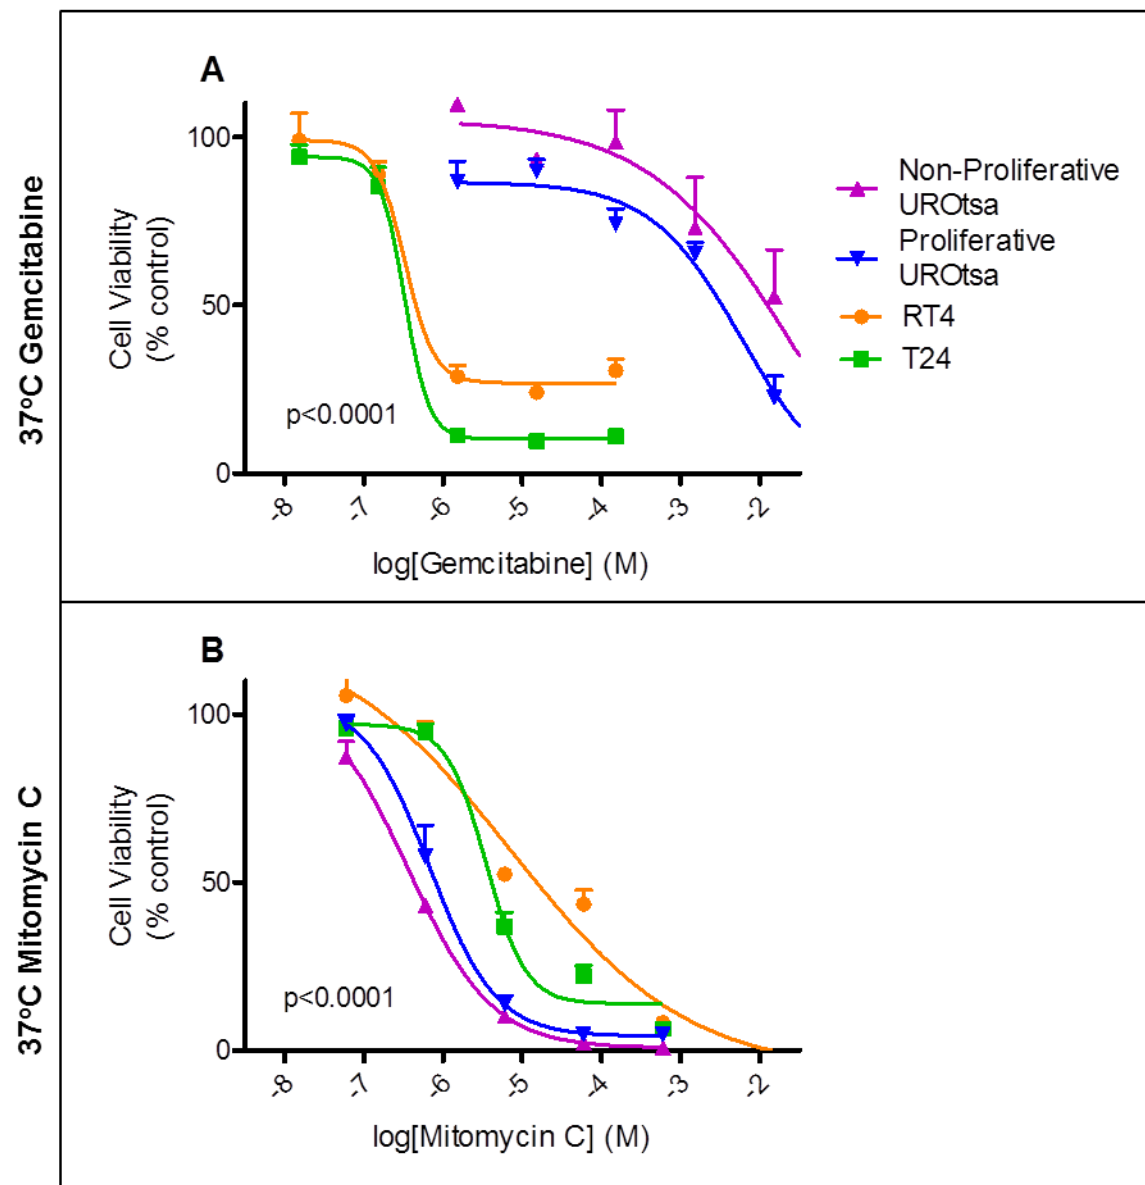 37°C Gemcitabine
A
Cell Viability
(% control)
100
50
0
p<0.0001
-8
-7
-6
-5
-4
-3
-2
log[Gemcitabine] (M)
Non-Proliferative
UROtsa
Proliferative
UROtsa
RT4
T24
37°C Mitomycin C
B
Cell Viability
(% control)
100
50
0
p<0.0001
-8
-7
-6
-5
-4
-3
-2
log[Mitomycin C] (M)